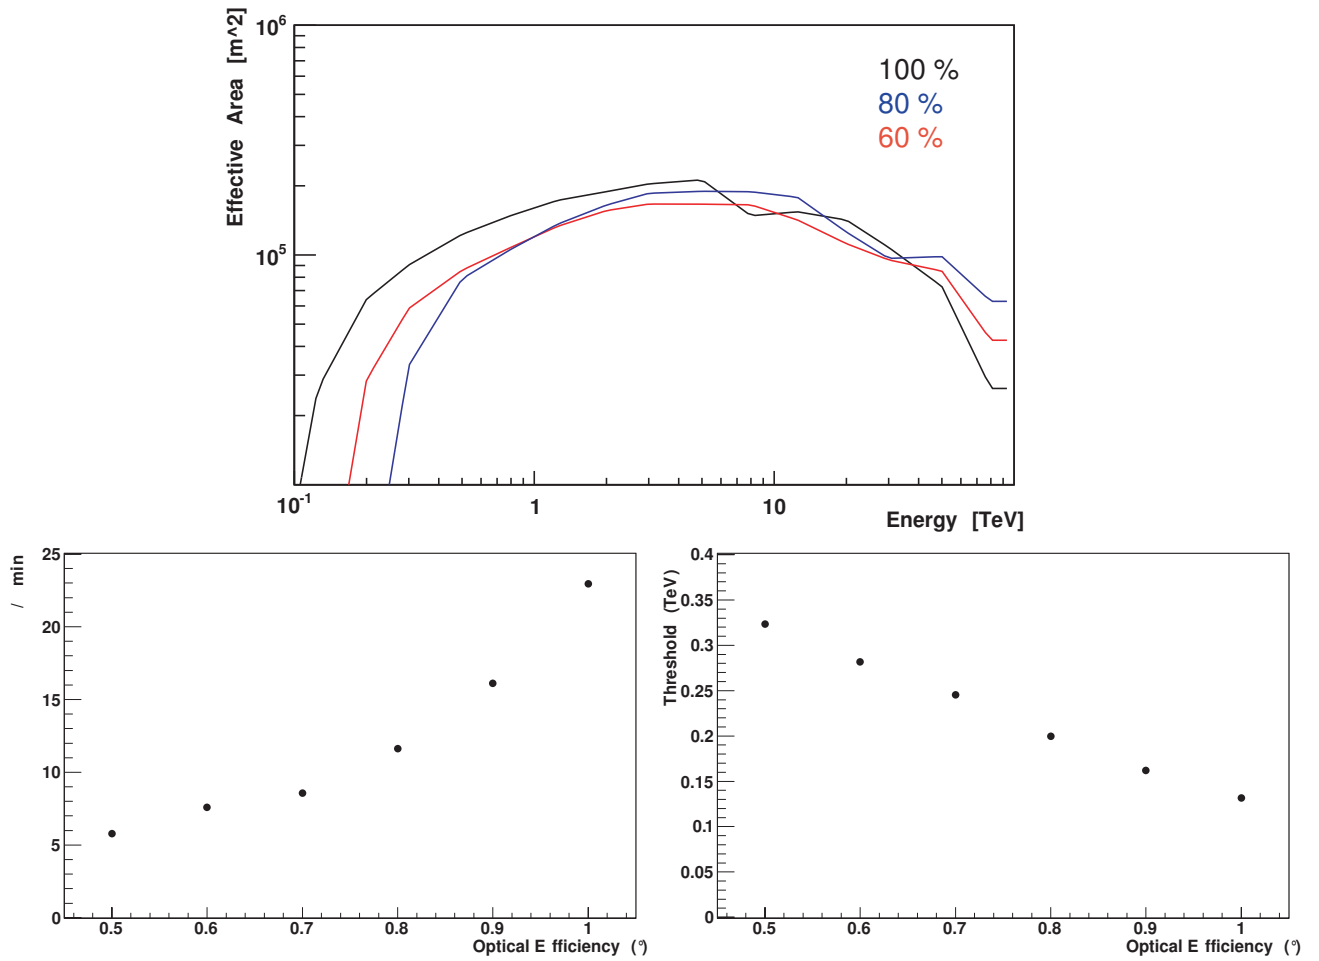 Effective Area [m^2]
10^6
10^5
100 %
80 %
60 %
10^-1
1
10
Energy [TeV]
/ min
25
20
15
10
5
0
0.5 0.6 0.7 0.8 0.9 1
Optical E fficiency (°)
Threshold (TeV)
0.4
0.35
0.3
0.25
0.2
0.15
0.1
0.05
0
0.5 0.6 0.7 0.8 0.9 1
Optical E fficiency (°)